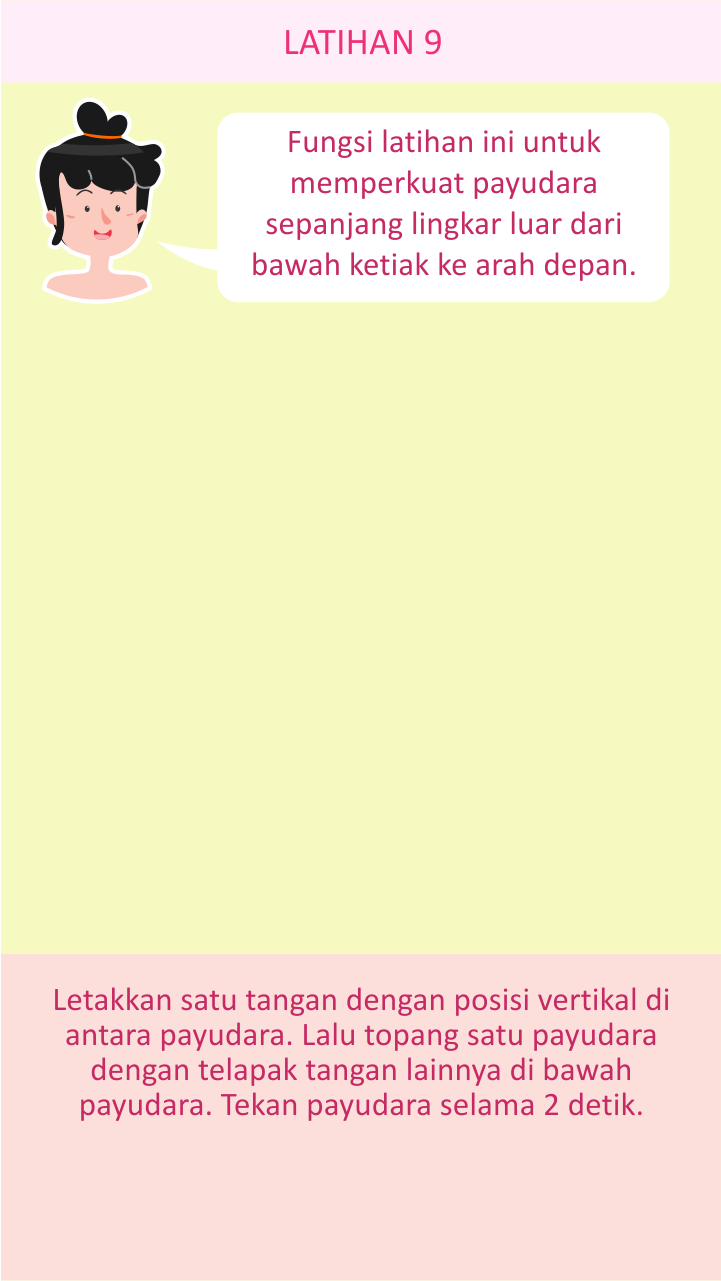 LATIHAN 9
Fungsi latihan ini untuk
memperkuat payudara
sepanjang lingkar luar dari
bawah ketiak ke arah depan.
Letakkan satu tangan dengan posisi vertikal di
antara payudara. Lalu topang satu payudara
dengan telapak tangan lainnya di bawah
payudara. Tekan payudara selama 2 detik.